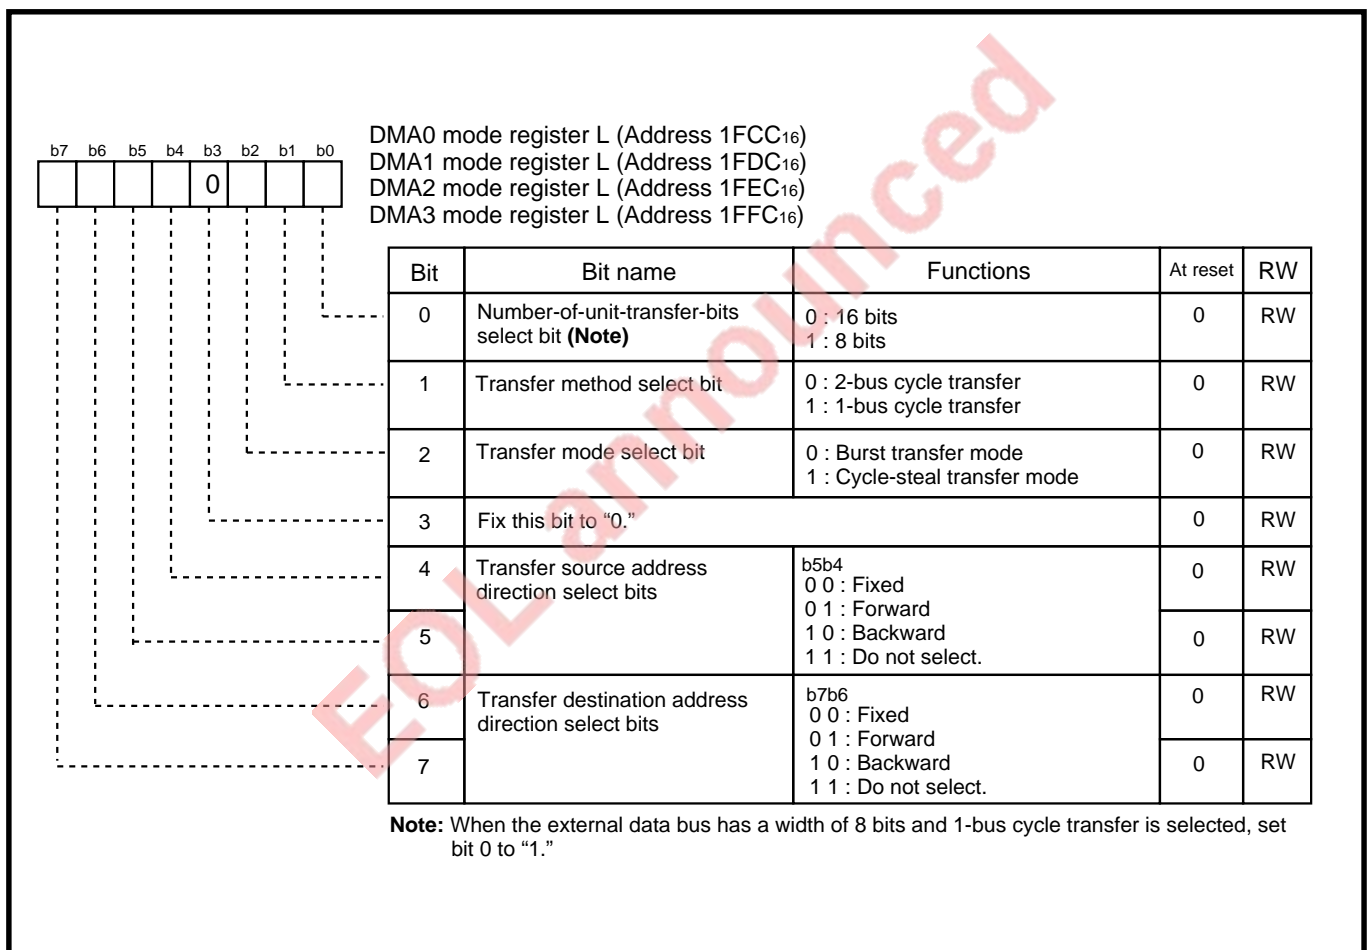 DMA0 mode register L (Address 1FCC16)
DMA1 mode register L (Address 1FDC16)
DMA2 mode register L (Address 1FEC16)
DMA3 mode register L (Address 1FFC16)
b7 b6 b5 b4 b3 b2 b1 b0
0
Bit Bit name Functions At reset RW
0 Number-of-unit-transfer-bits 0 : 16 bits 0 RW
select bit (Note) 1 : 8 bits
1 Transfer method select bit 0 : 2-bus cycle transfer 0 RW
1 : 1-bus cycle transfer
2 Transfer mode select bit 0 : Burst transfer mode 0 RW
1 : Cycle-steal transfer mode
3 Fix this bit to “0.” 0 RW
4 Transfer source address b5b4 0 RW
direction select bits 0 0 : Fixed
0 1 : Forward
5 1 0 : Backward 0 RW
1 1 : Do not select.
6 Transfer destination address b7b6 0 RW
direction select bits 0 0 : Fixed
0 1 : Forward
7 1 0 : Backward 0 RW
1 1 : Do not select.
Note: When the external data bus has a width of 8 bits and 1-bus cycle transfer is selected, set
bit 0 to “1.”
EOL announced